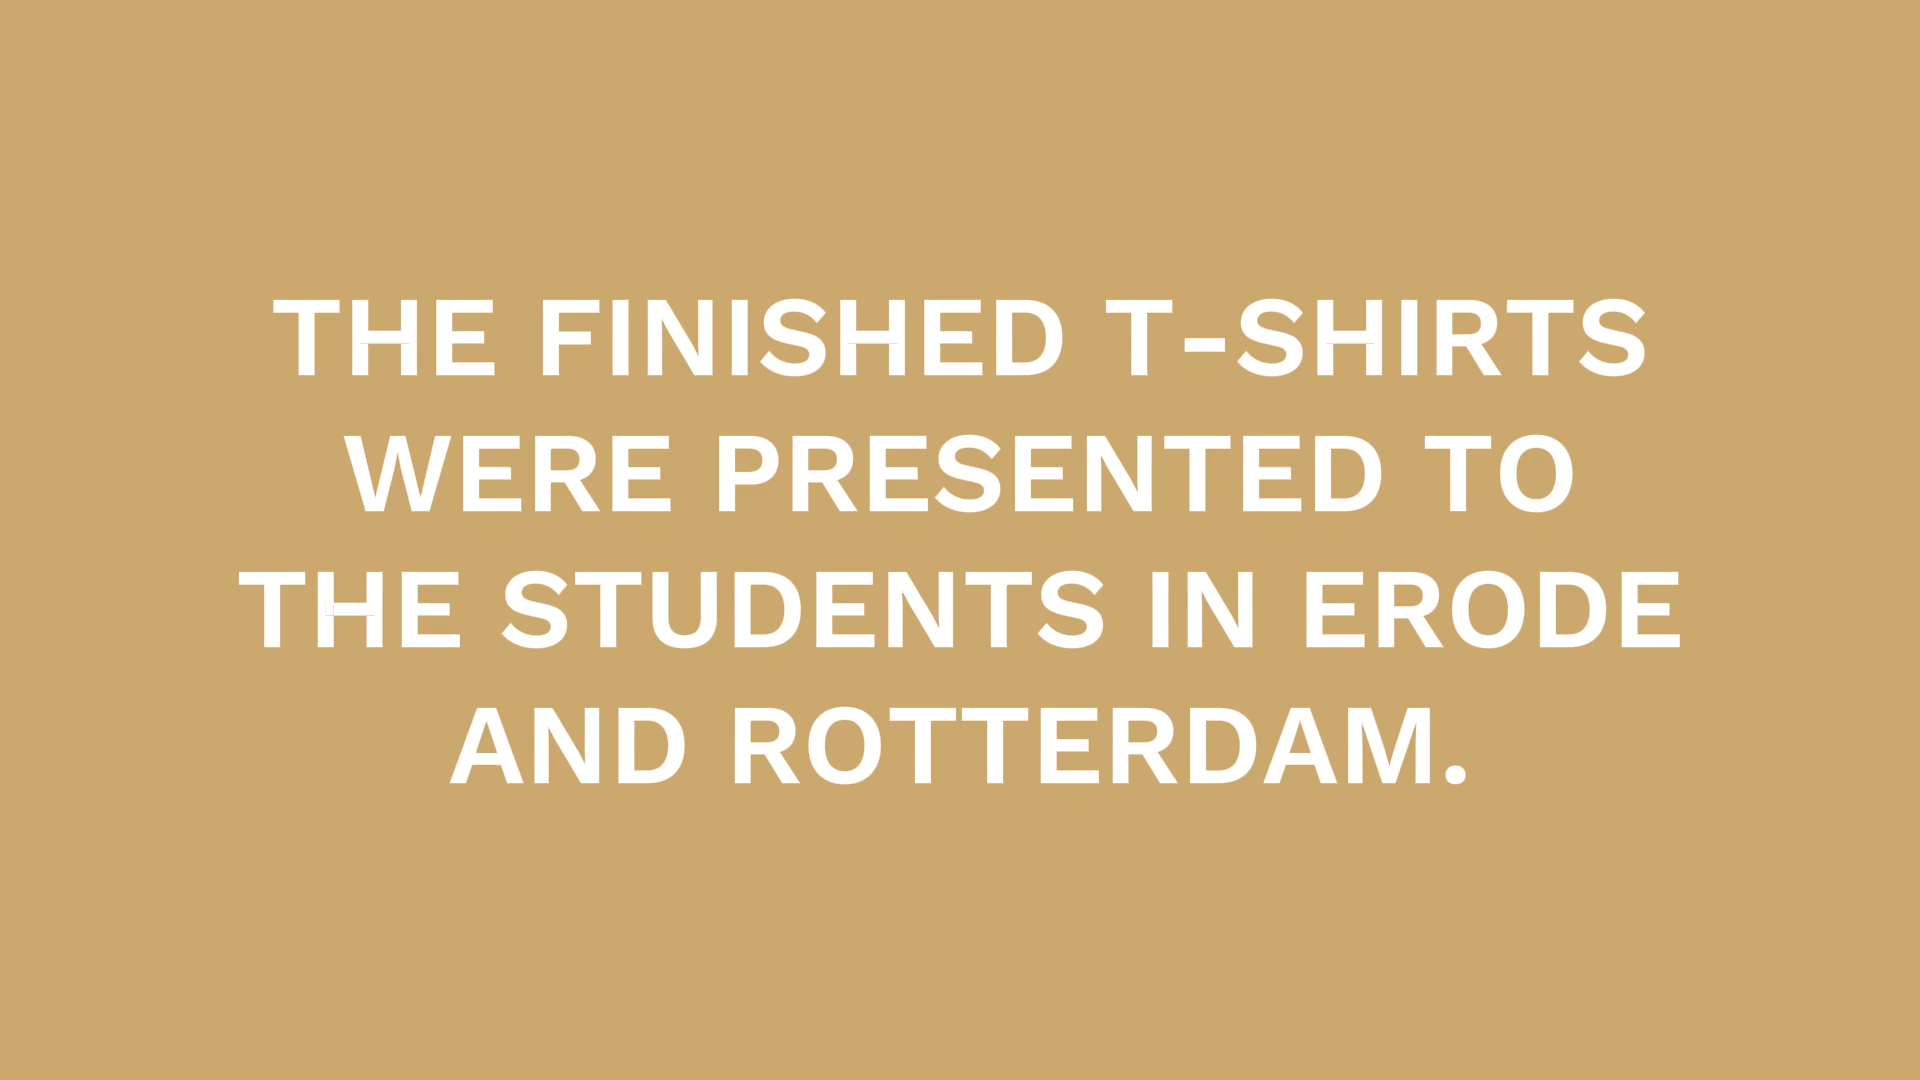 THE FINISHED T-SHIRTS
WERE PRESENTED TO
THE STUDENTS IN ERODE
AND ROTTERDAM.